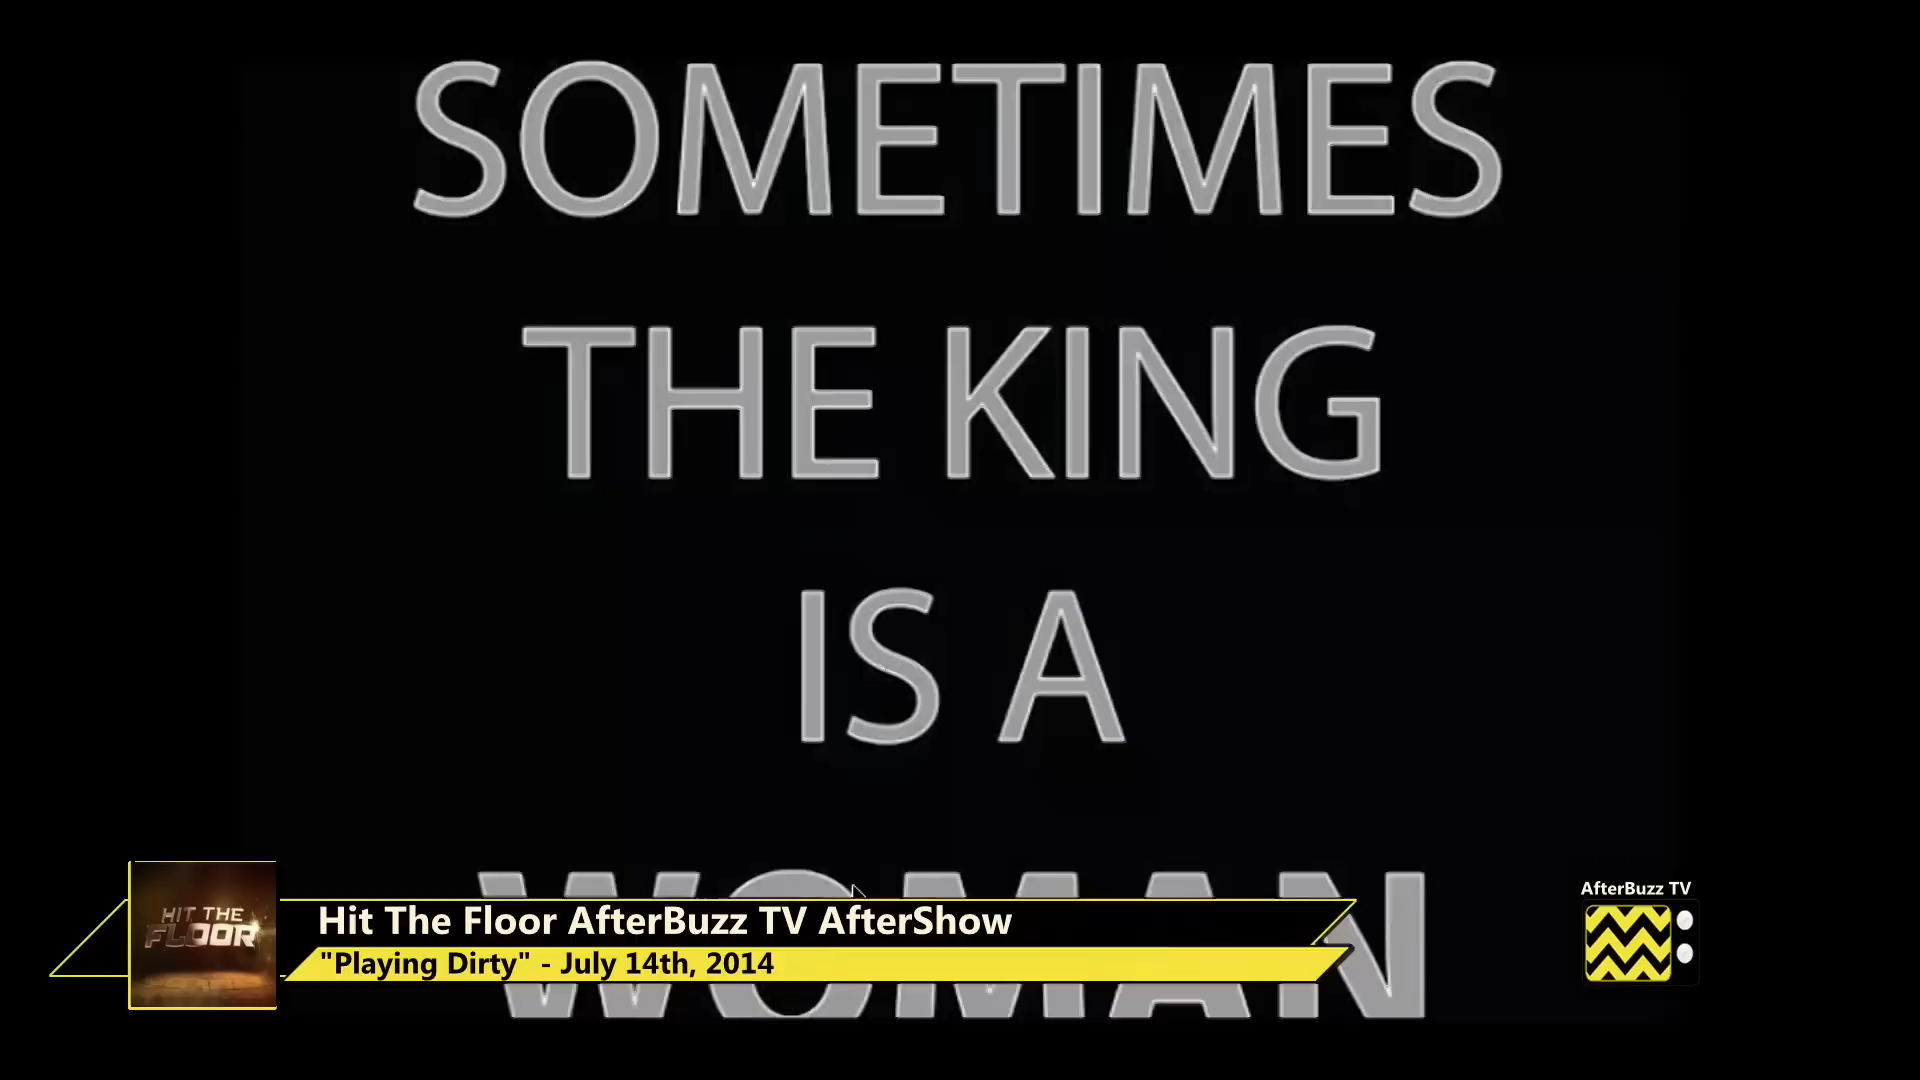 SOMETIMES
THE KING
IS A
WOMAN
HIT THE
FLOOR
Hit The Floor AfterBuzz TV AfterShow
"Playing Dirty" - July 14th, 2014
AfterBuzz TV